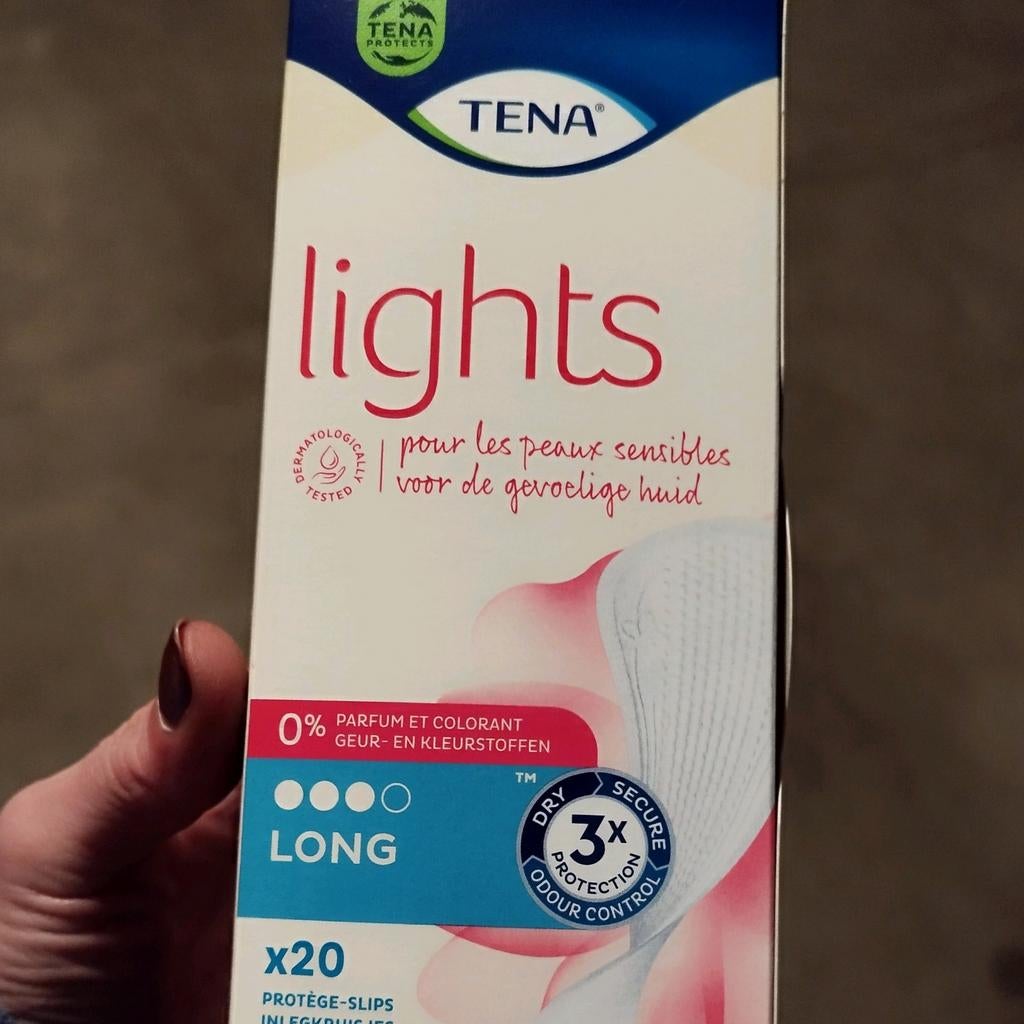 TENA
PROTECTS
TENA®
lights
DERMATOLOGICALLY
TESTED
pour les peaux sensibles
voor de gevoelige huid
0% PARFUM ET COLORANT
GEUR- EN KLEURSTOFFEN
LONG
™
DRY
SECURE
3x
PROTECTION
ODOUR CONTROL
x20
PROTÈGE-SLIPS
INLEGKRUISJES